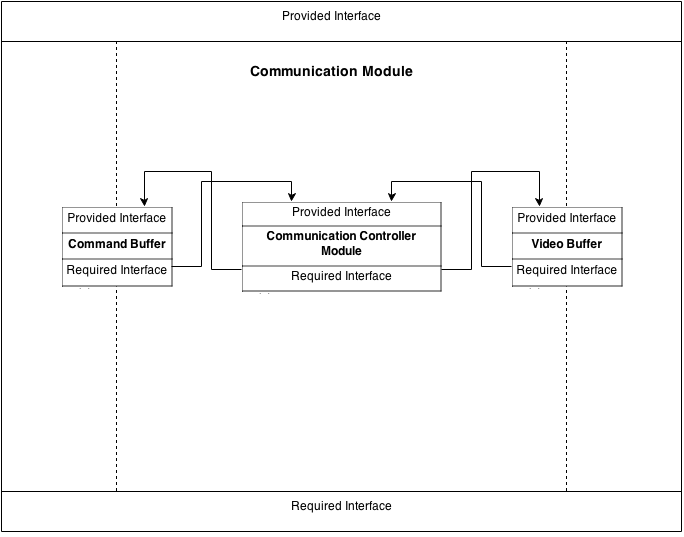 Provided Interface
Communication Module
Provided Interface
Command Buffer
Required Interface
Provided Interface
Communication Controller
Module
Required Interface
Provided Interface
Video Buffer
Required Interface
Required Interface